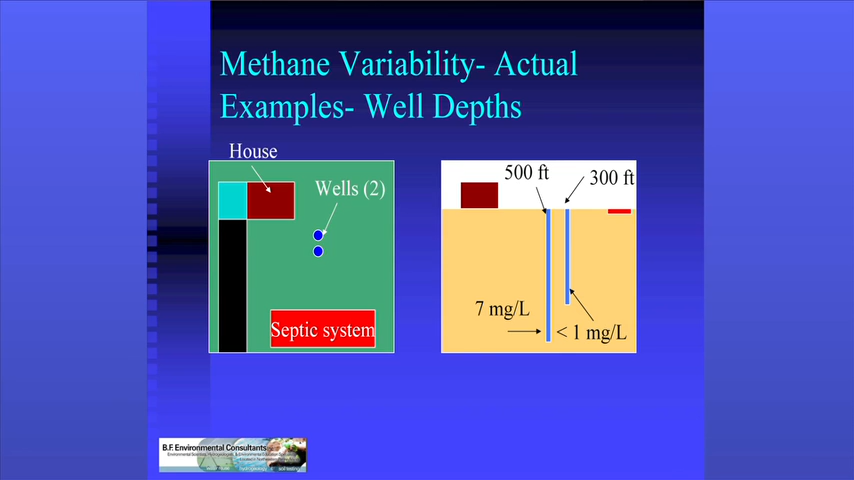 Methane Variability- Actual
Examples- Well Depths
House
Wells (2)
Septic system
500 ft
300 ft
7 mg/L
< 1 mg/L
B.F. Environmental Consultants